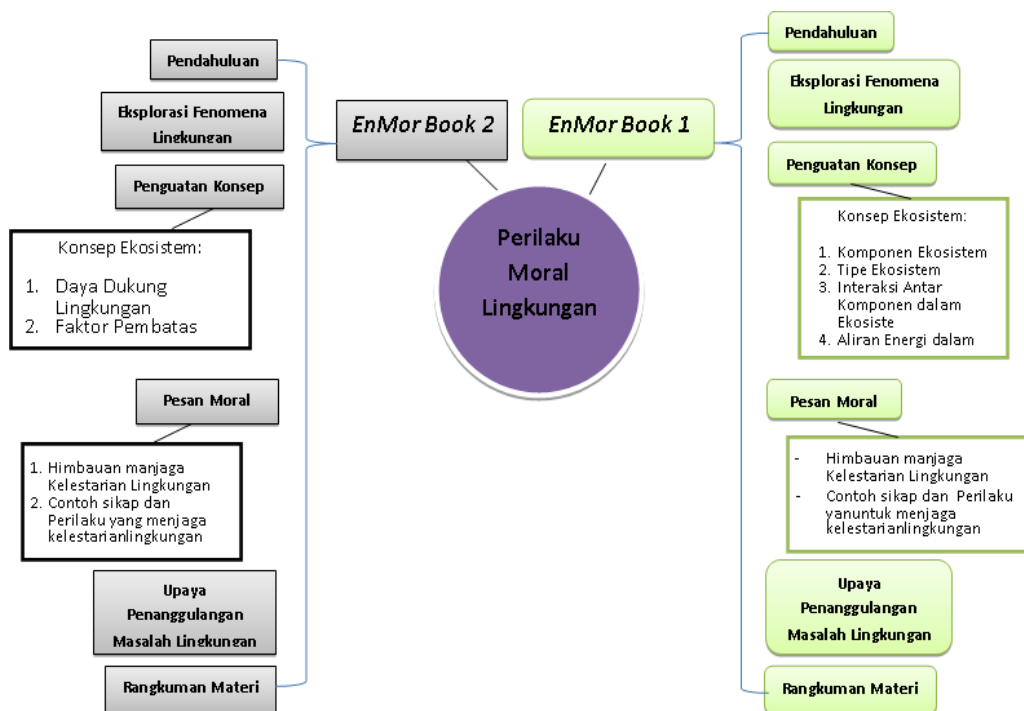 Pendahuluan
Eksplorasi Fenomena
Lingkungan
Penguatan Konsep
Konsep Ekosistem:
1. Daya Dukung
Lingkungan
2. Faktor Pembatas
Pesan Moral
1. Himbauan manjaga
Kelestarian Lingkungan
2. Contoh sikap dan
Perilaku yang menjaga
kelestarianlingkungan
Upaya
Penanggulangan
Masalah Lingkungan
Rangkuman Materi
EnMor Book 2
EnMor Book 1
Perilaku
Moral
Lingkungan
Pendahuluan
Eksplorasi Fenomena
Lingkungan
Penguatan Konsep
Konsep Ekosistem:
1. Komponen Ekosistem
2. Tipe Ekosistem
3. Interaksi Antar
Komponen dalam
Ekosiste
4. Aliran Energi dalam
Pesan Moral
- Himbauan manjaga
Kelestarian Lingkungan
- Contoh sikap dan Perilaku
yanuntuk menjaga
kelestarianlingkungan
Upaya
Penanggulangan
Masalah Lingkungan
Rangkuman Materi